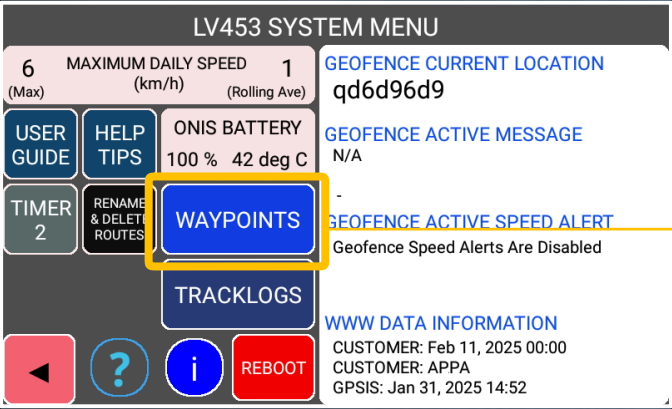 LV453 SYSTEM MENU
6 MAXIMUM DAILY SPEED 1
(Max) (km/h) (Rolling Ave)
USER
GUIDE
HELP
TIPS
ONIS BATTERY
100 % 42 deg C
TIMER
2
RENAME
& DELETE
ROUTES
WAYPOINTS
TRACKLOGS
?
i
REBOOT
GEOFENCE CURRENT LOCATION
qd6d96d9
GEOFENCE ACTIVE MESSAGE
N/A
-
GEOFENCE ACTIVE SPEED ALERT
Geofence Speed Alerts Are Disabled
WWW DATA INFORMATION
CUSTOMER: Feb 11, 2025 00:00
CUSTOMER: APPA
GPSIS: Jan 31, 2025 14:52